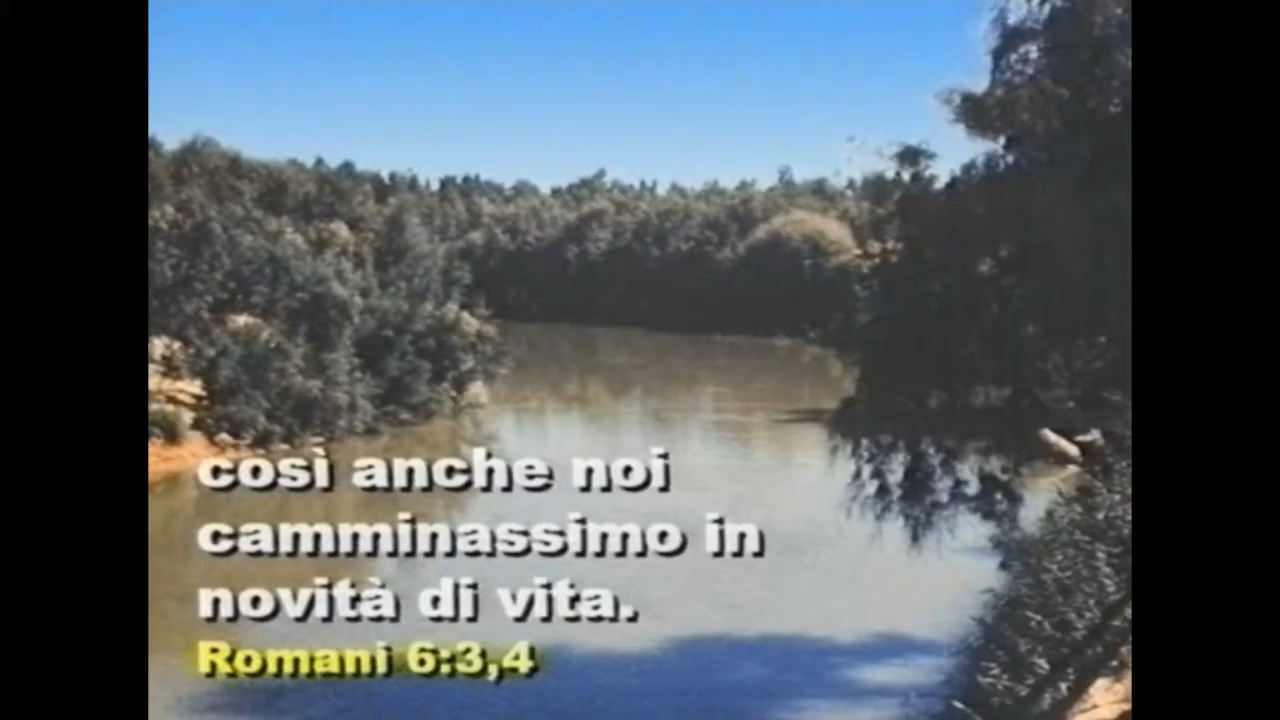 così anche noi
camminassimo in
novità di vita.
Romani 6:3,4